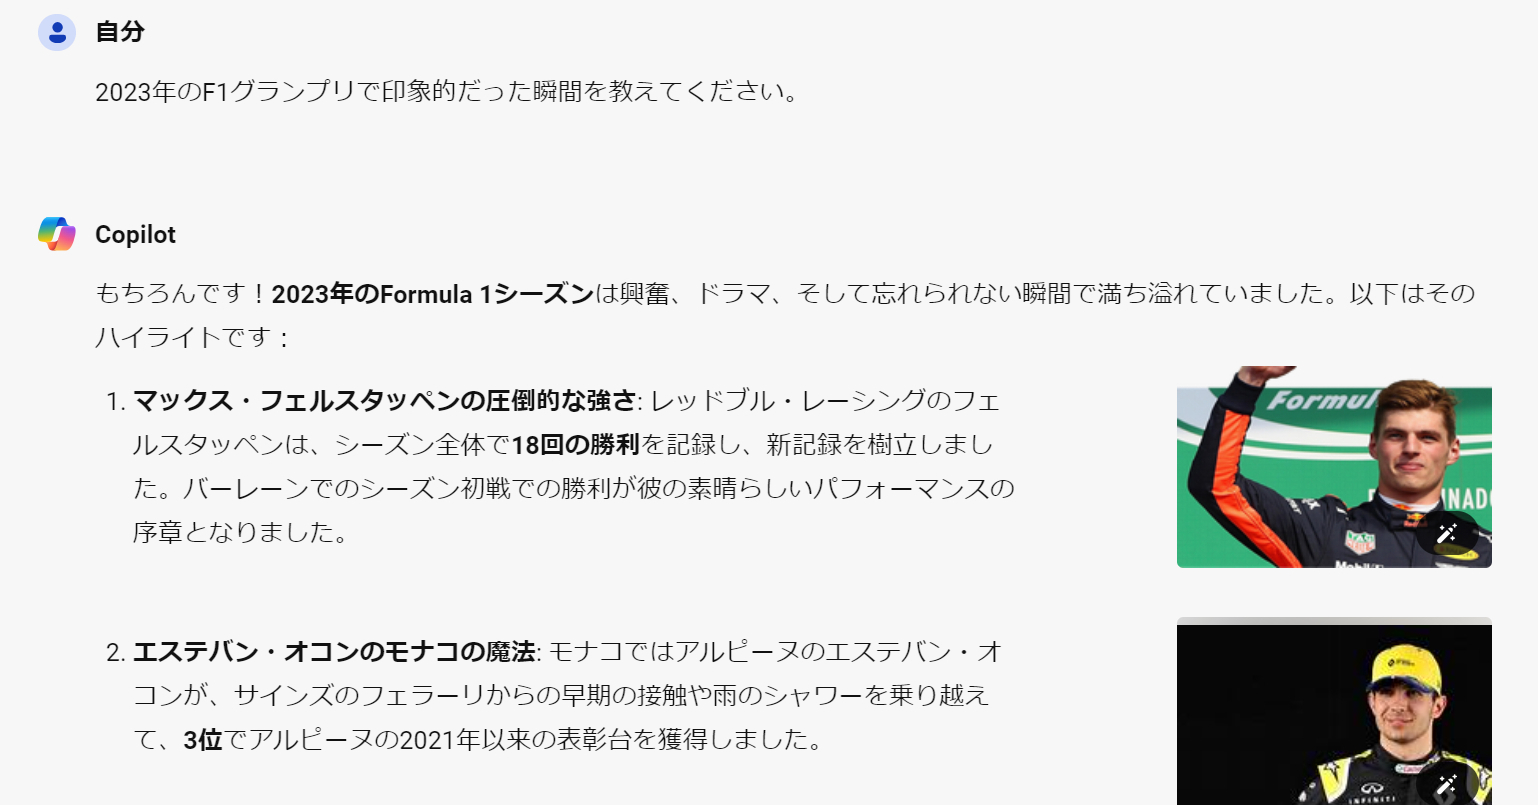 自分
2023年のF1グランプリで印象的だった瞬間を教えてください。
Copilot
もちろんです！2023年のFormula 1シーズンは興奮、ドラマ、そして忘れられない瞬間で満ち溢れていました。以下はその
ハイライトです：
1. マックス・フェルスタッペンの圧倒的な強さ: レッドブル・レーシングのフェ
ルスタッペンは、シーズン全体で18回の勝利を記録し、新記録を樹立しまし
た。バーレーンでのシーズン初戦での勝利が彼の素晴らしいパフォーマンスの
序章となりました。
Formul
INADO
TAG
Mobil
2. エステバン・オコンのモナコの魔法: モナコではアルピーヌのエステバン・オ
コンが、サインズのフェラーリからの早期の接触や雨のシャワーを乗り越え
て、3位でアルピーヌの2021年以来の表彰台を獲得しました。
INFINITI